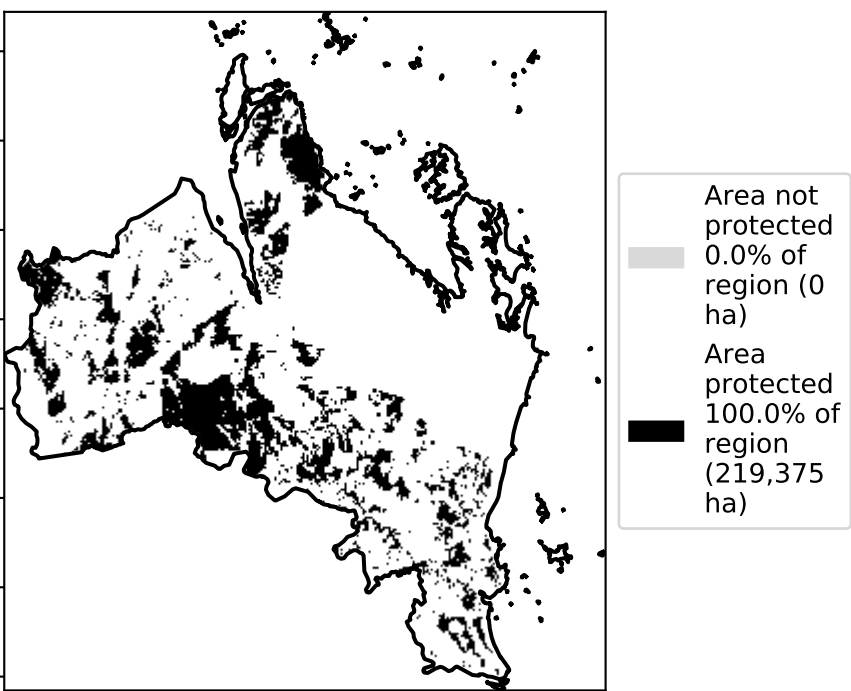 Area not
protected
0.0% of
region (0
ha)
Area
protected
100.0% of
region
(219,375
ha)